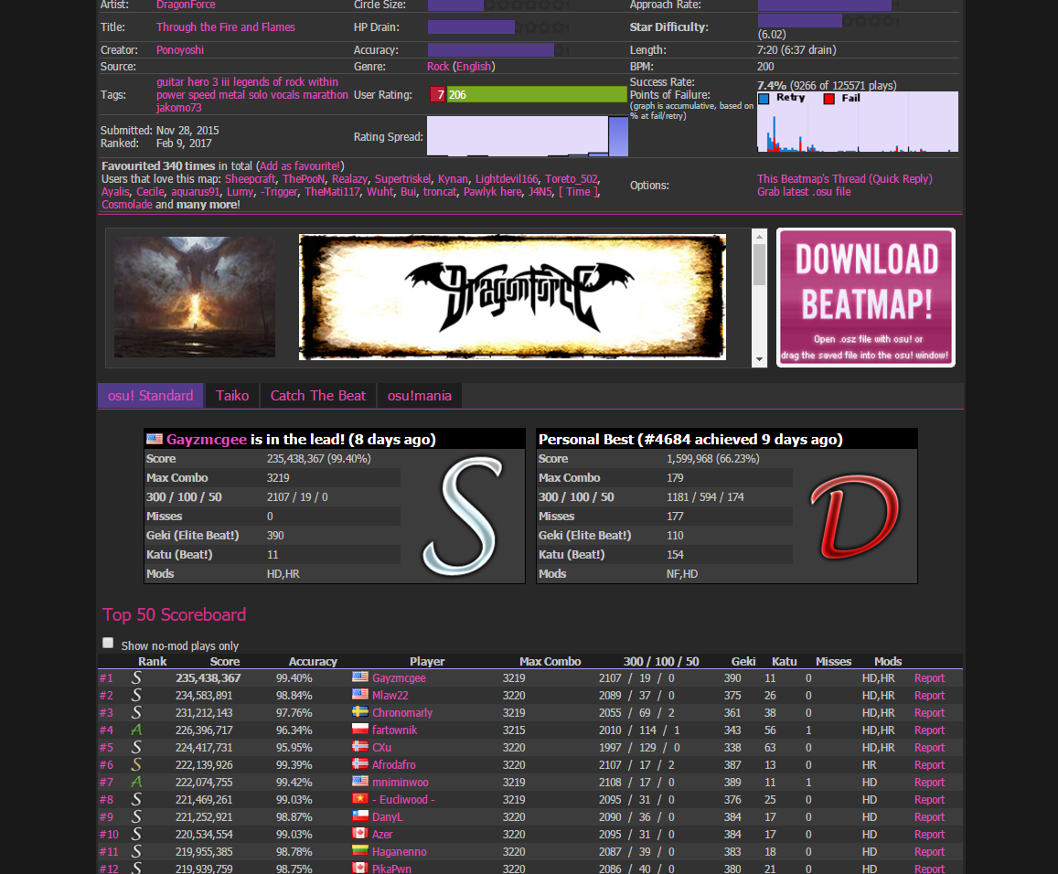 Artist: DragonForce Circle Size: Approach Rate:
Title: Through the Fire and Flames HP Drain: Star Difficulty: (6.02)
Creator: Ponoyoshi Accuracy: Length: 7:20 (6:37 drain)
Source: Genre: Rock (English) BPM: 200
Tags: guitar hero 3 iii legends of rock within power speed metal solo vocals marathon jakomo73
User Rating: 7 206
Success Rate: 7.4% (9266 of 125571 plays)
Points of Failure:
(graph is accumulative, based on % at fail/retry)
Retry Fail
Submitted: Nov 28, 2015
Ranked: Feb 9, 2017
Rating Spread:
Favourited 340 times in total (Add as favourite!)
Users that love this map: Sheepcraft, ThePooN, Realazy, Supertriskel, Kynan, Lightdevil166, Toreto_502,
Ayalis, Cecile, aquarus91, Lumy, -Trigger, TheMati117, Wuht, Bui, troncat, Pawlyk here, J4N5, [ Time ],
Cosmolade and many more!
Options: This Beatmap's Thread (Quick Reply)
Grab latest .osu file
DragonForce
DOWNLOAD
BEATMAP!
Open .osz file with osu! or
drag the saved file into the osu! window!
osu! Standard Taiko Catch The Beat osu!mania
Gayzmcgee is in the lead! (8 days ago)
Score 235,438,367 (99.40%)
Max Combo 3219
300 / 100 / 50 2107 / 19 / 0
Misses 0
Geki (Elite Beat!) 390
Katu (Beat!) 11
Mods HD,HR
S
Personal Best (#4684 achieved 9 days ago)
Score 1,599,968 (66.23%)
Max Combo 179
300 / 100 / 50 1181 / 594 / 174
Misses 177
Geki (Elite Beat!) 110
Katu (Beat!) 154
Mods NF,HD
D
Top 50 Scoreboard
Show no-mod plays only
Rank Score Accuracy Player Max Combo 300 / 100 / 50 Geki Katu Misses Mods
#1 S 235,438,367 99.40% Gayzmcgee 3219 2107 / 19 / 0 390 11 0 HD,HR Report
#2 S 234,583,891 98.84% Mlaw22 3220 2089 / 37 / 0 375 26 0 HD,HR Report
#3 S 231,212,143 97.76% Chronomarly 3219 2055 / 69 / 2 361 38 0 HD,HR Report
#4 A 226,396,717 96.34% fartownik 3215 2010 / 114 / 1 343 56 1 HD,HR Report
#5 S 224,417,731 95.95% CXu 3220 1997 / 129 / 0 338 63 0 HD,HR Report
#6 S 222,139,926 99.39% Afrodafro 3220 2107 / 17 / 2 387 13 0 HR Report
#7 A 222,074,755 99.42% mniminwoo 3219 2108 / 17 / 0 389 11 1 HD Report
#8 S 221,469,261 99.03% - Eucliwood - 3219 2095 / 31 / 0 376 25 0 HD Report
#9 S 221,252,921 98.87% DanyL 3220 2090 / 36 / 0 384 17 0 HD Report
#10 S 220,534,554 99.03% Azer 3220 2095 / 31 / 0 384 17 0 HD Report
#11 S 219,955,385 98.78% Haganenno 3220 2087 / 39 / 0 383 18 0 HD Report
#12 S 219,939,759 98.75% PikaPwn 3220 2086 / 40 / 0 380 21 0 HD Report